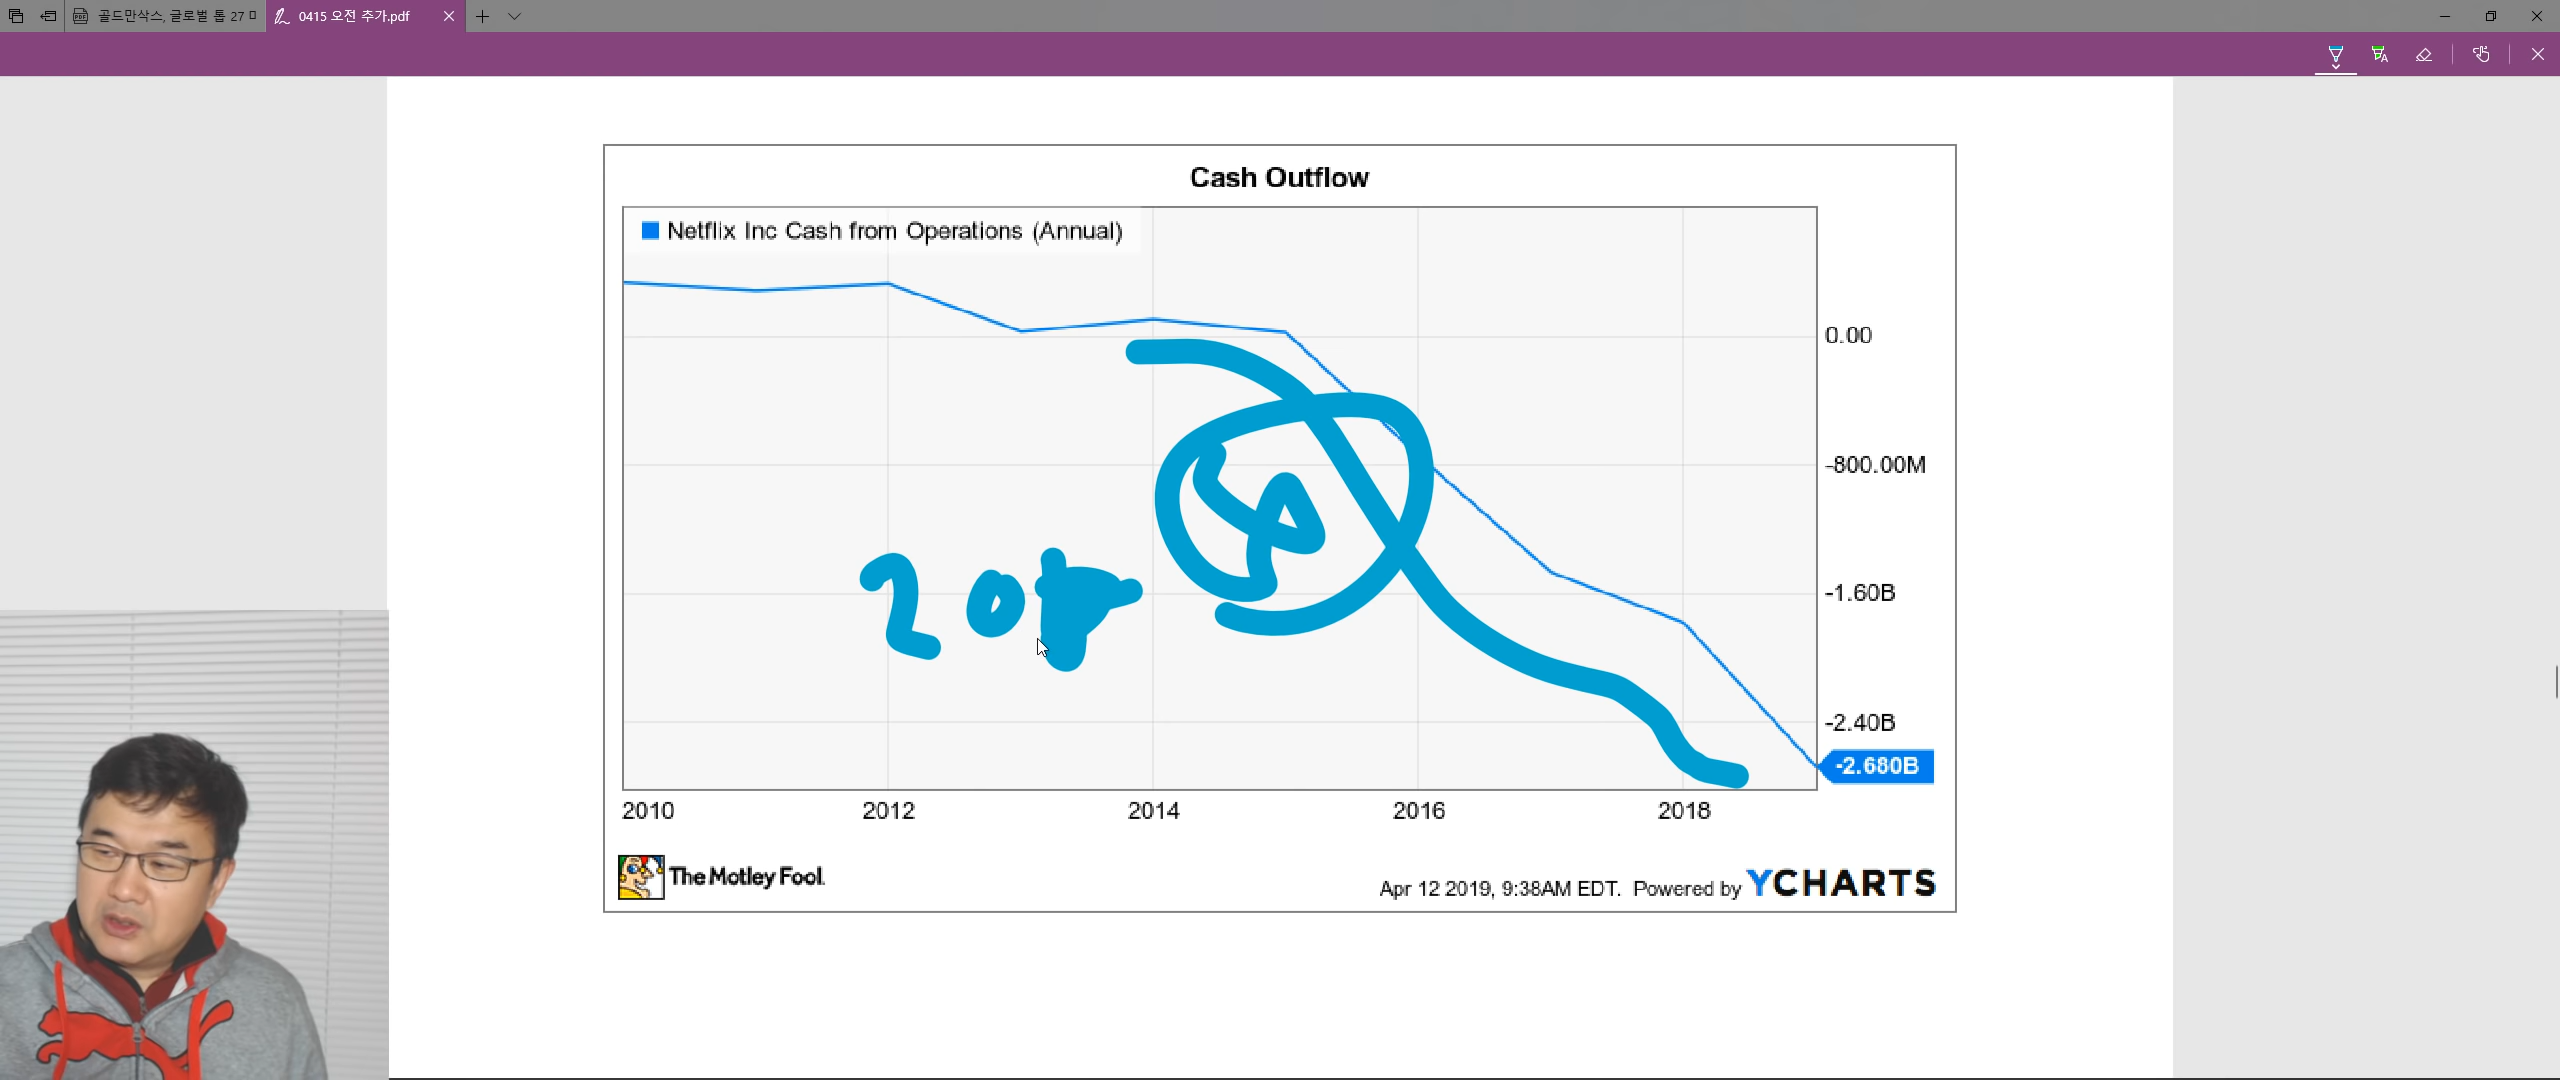 골드만삭스, 글로벌 톱 27
0415 오전 추가.pdf
Cash Outflow
Netflix Inc Cash from Operations (Annual)
0.00
-800.00M
-1.60B
-2.40B
-2.680B
2010
2012
2014
2016
2018
The Motley Fool.
Apr 12 2019, 9:38AM EDT. Powered by YCHARTS